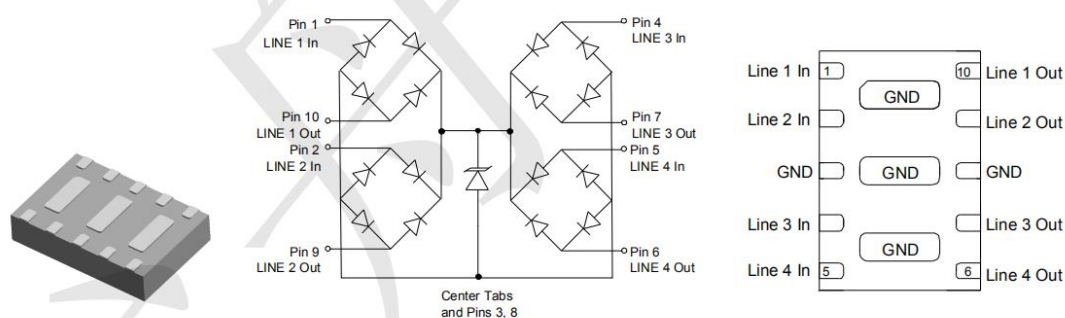 Pin 1
LINE 1 In
Pin 10
LINE 1 Out
Pin 2
LINE 2 In
Pin 9
LINE 2 Out
Pin 4
LINE 3 In
Pin 7
LINE 3 Out
Pin 5
LINE 4 In
Pin 6
LINE 4 Out
Center Tabs
and Pins 3, 8
Line 1 In 1 GND 10 Line 1 Out
Line 2 In Line 2 Out
GND GND GND
Line 3 In Line 3 Out
GND
Line 4 In 5 6 Line 4 Out